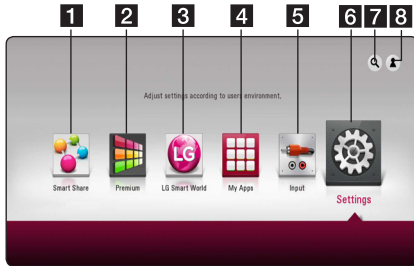 1 2 3 4 5 6 7 8
Adjust settings according to users environment.
LG
Smart Share Premium LG Smart World My Apps Input Settings